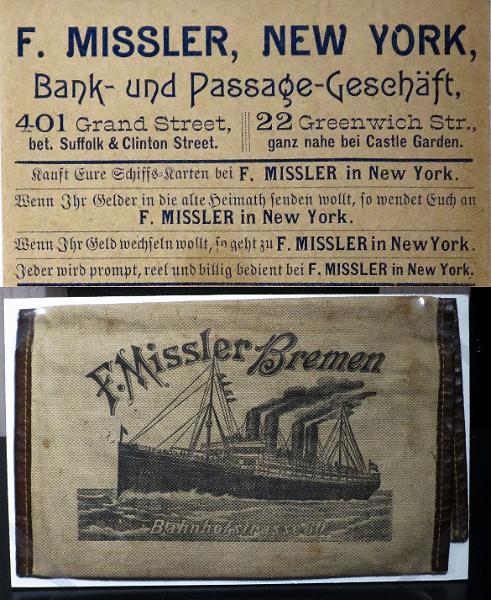 F. MISSLER, NEW YORK,
Bank- und Passage-Geschäft,
401 Grand Street, 22 Greenwich Str.,
bet. Suffolk & Clinton Street. ganz nahe bei Castle Garden.
Kauft Eure Schiffs-Karten bei F. MISSLER in New York.
Wenn Ihr Gelder in die alte Heimath senden wollt, so wendet Euch an
F. MISSLER in New York.
Wenn Ihr Geld wechseln wollt, so geht zu F. MISSLER in New York.
Jeder wird prompt, reel und billig bedient bei F. MISSLER in New York.
F. Missler Bremen
Bahnhofstrasse